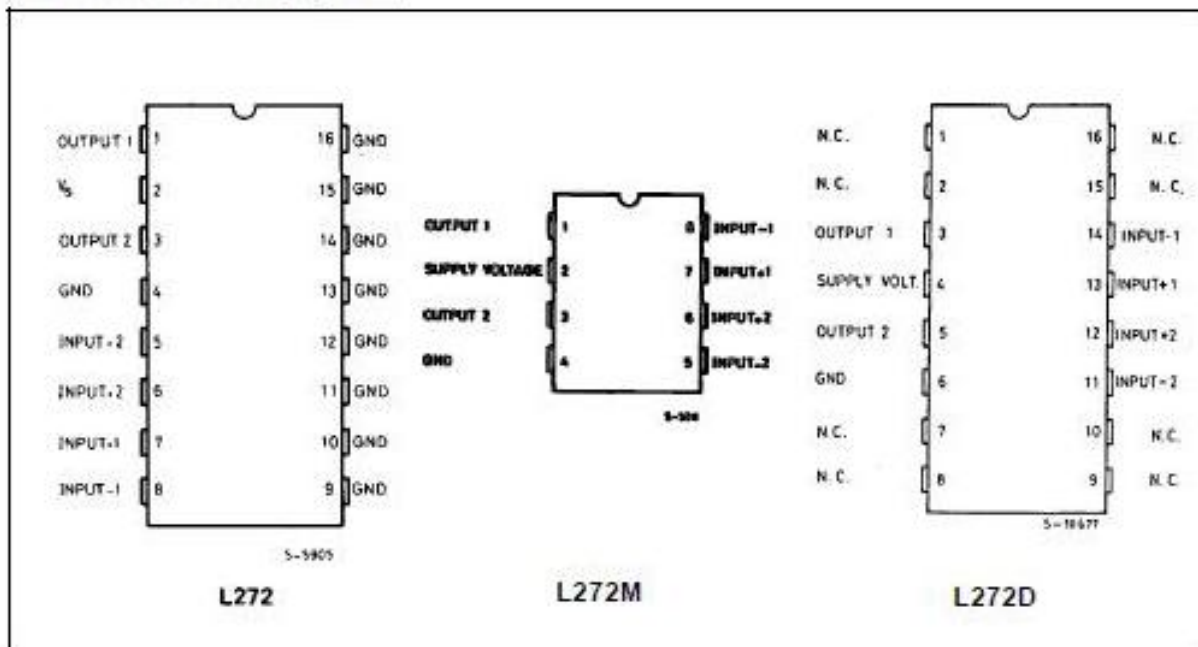 OUTPUT 1 1 16 GND
VS 2 15 GND
OUTPUT 2 3 14 GND
GND 4 13 GND
INPUT-2 5 12 GND
INPUT+2 6 11 GND
INPUT+1 7 10 GND
INPUT-1 8 9 GND
S-5905
L272
OUTPUT 1 1 8 INPUT-1
SUPPLY VOLTAGE 2 7 INPUT+1
OUTPUT 2 3 6 INPUT+2
GND 4 5 INPUT-2
L272M
N.C. 1 16 N.C.
N.C. 2 15 N.C.
OUTPUT 1 3 14 INPUT-1
SUPPLY VOLT. 4 13 INPUT+1
OUTPUT 2 5 12 INPUT+2
GND 6 11 INPUT-2
N.C. 7 10 N.C.
N.C. 8 9 N.C.
S-10677
L272D